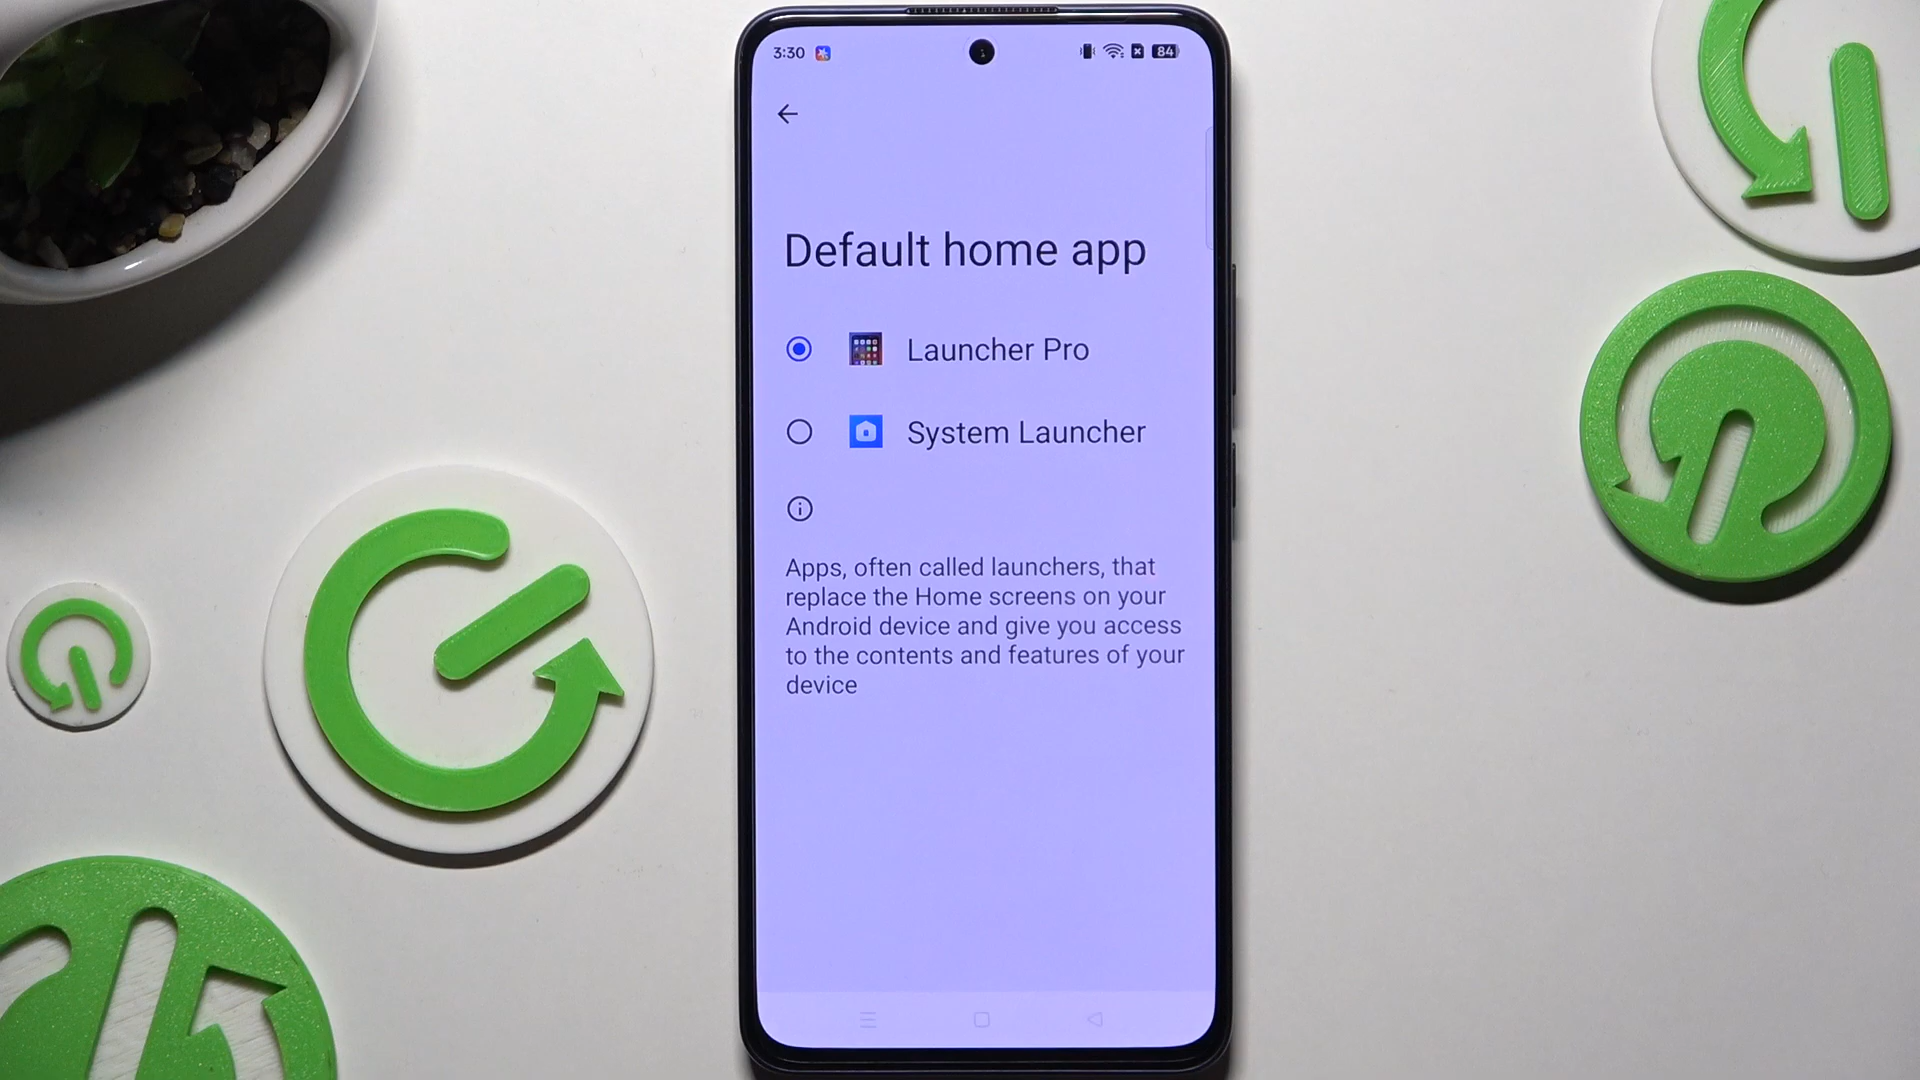 3:30
84
Default home app
Launcher Pro
System Launcher
Apps, often called launchers, that
replace the Home screens on your
Android device and give you access
to the contents and features of your
device